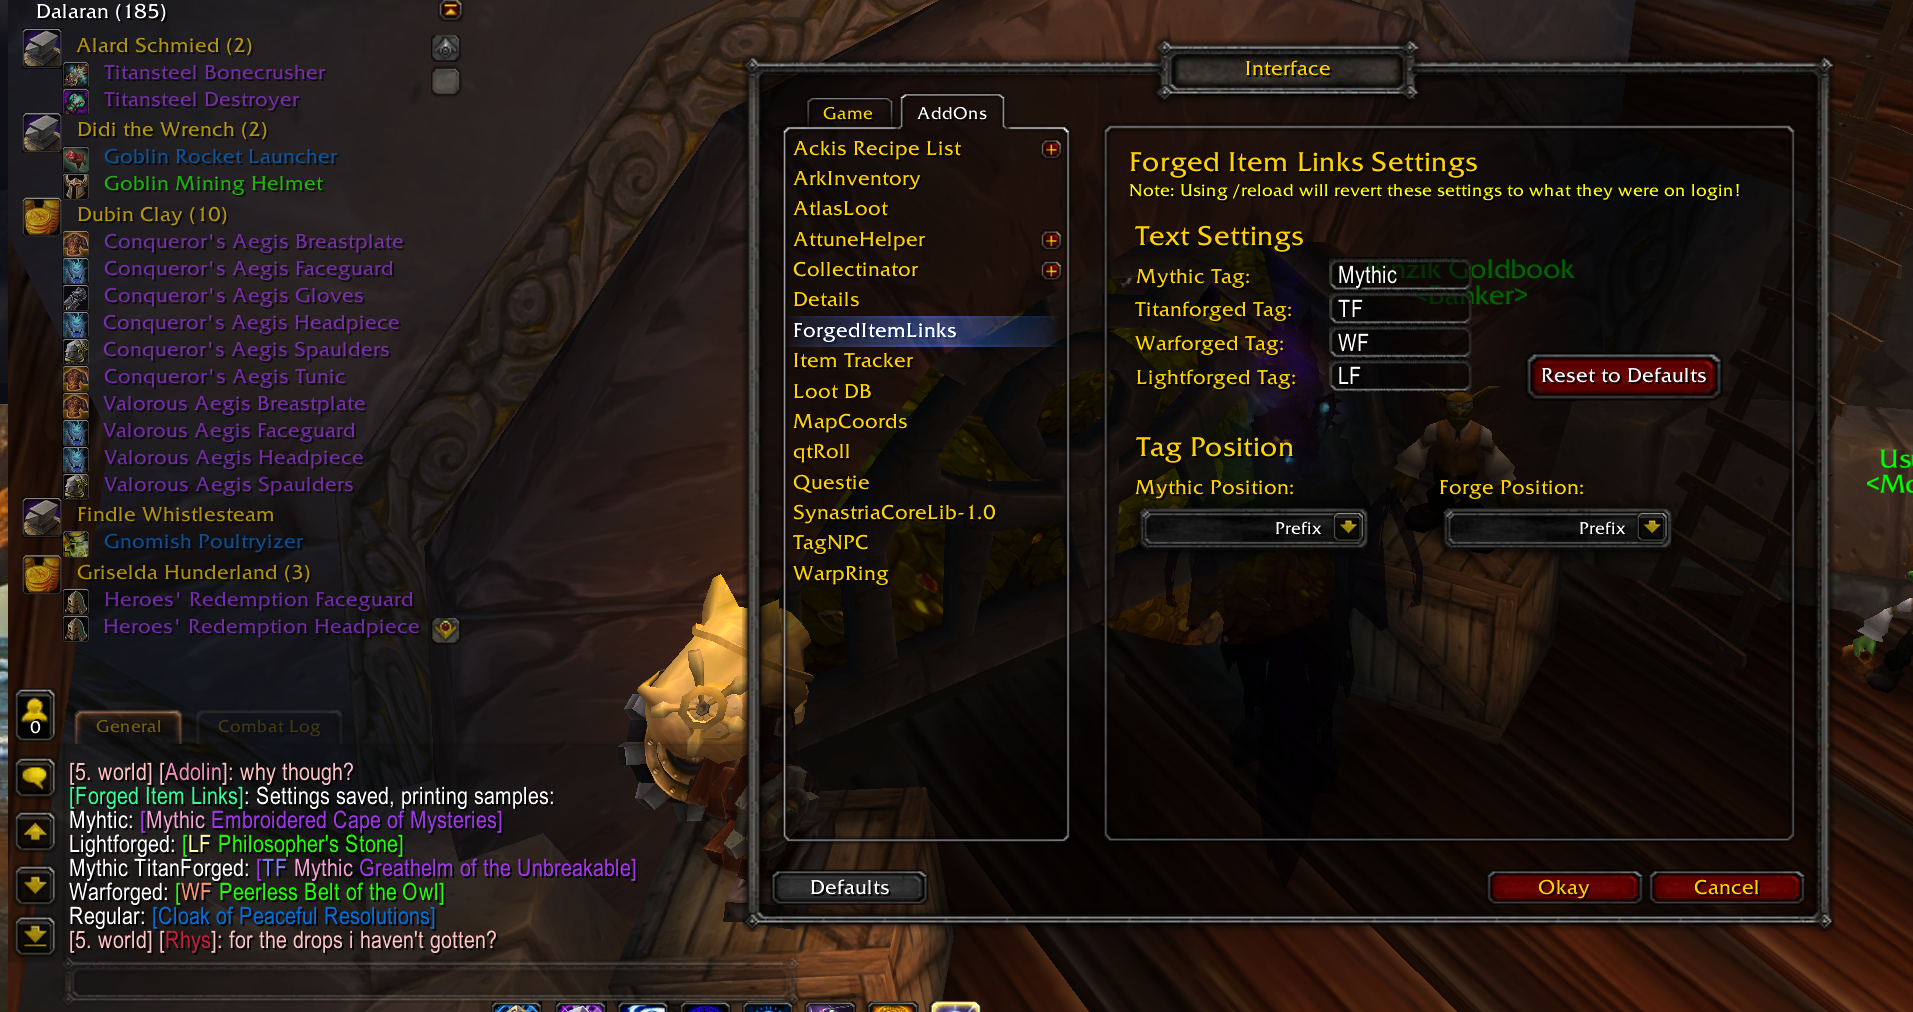 Dalaran (185)
Alard Schmied (2)
Titansteel Bonecrusher
Titansteel Destroyer
Didi the Wrench (2)
Goblin Rocket Launcher
Goblin Mining Helmet
Dubin Clay (10)
Conqueror's Aegis Breastplate
Conqueror's Aegis Faceguard
Conqueror's Aegis Gloves
Conqueror's Aegis Headpiece
Conqueror's Aegis Spaulders
Conqueror's Aegis Tunic
Valorous Aegis Breastplate
Valorous Aegis Faceguard
Valorous Aegis Headpiece
Valorous Aegis Spaulders
Findle Whistlesteam
Gnomish Poultryizer
Griselda Hunderland (3)
Heroes' Redemption Faceguard
Heroes' Redemption Headpiece
0
General
Combat Log
[5. world] [Adolin]: why though?
[Forged Item Links]: Settings saved, printing samples:
Myhtic: [Mythic Embroidered Cape of Mysteries]
Lightforged: [LF Philosopher's Stone]
Mythic TitanForged: [TF Mythic Greathelm of the Unbreakable]
Warforged: [WF Peerless Belt of the Owl]
Regular: [Cloak of Peaceful Resolutions]
[5. world] [Rhys]: for the drops i haven't gotten?
Interface
Game
AddOns
Ackis Recipe List
ArkInventory
AtlasLoot
AttuneHelper
Collectinator
Details
ForgedItemLinks
Item Tracker
Loot DB
MapCoords
qtRoll
Questie
SynastriaCoreLib-1.0
TagNPC
WarpRing
Forged Item Links Settings
Note: Using /reload will revert these settings to what they were on login!
Text Settings
Mythic Tag: Mythic
Titanforged Tag: TF
Warforged Tag: WF
Lightforged Tag: LF
Reset to Defaults
Goldbook
<Banker>
Tag Position
Mythic Position:
Forge Position:
Prefix
Prefix
Defaults
Okay
Cancel